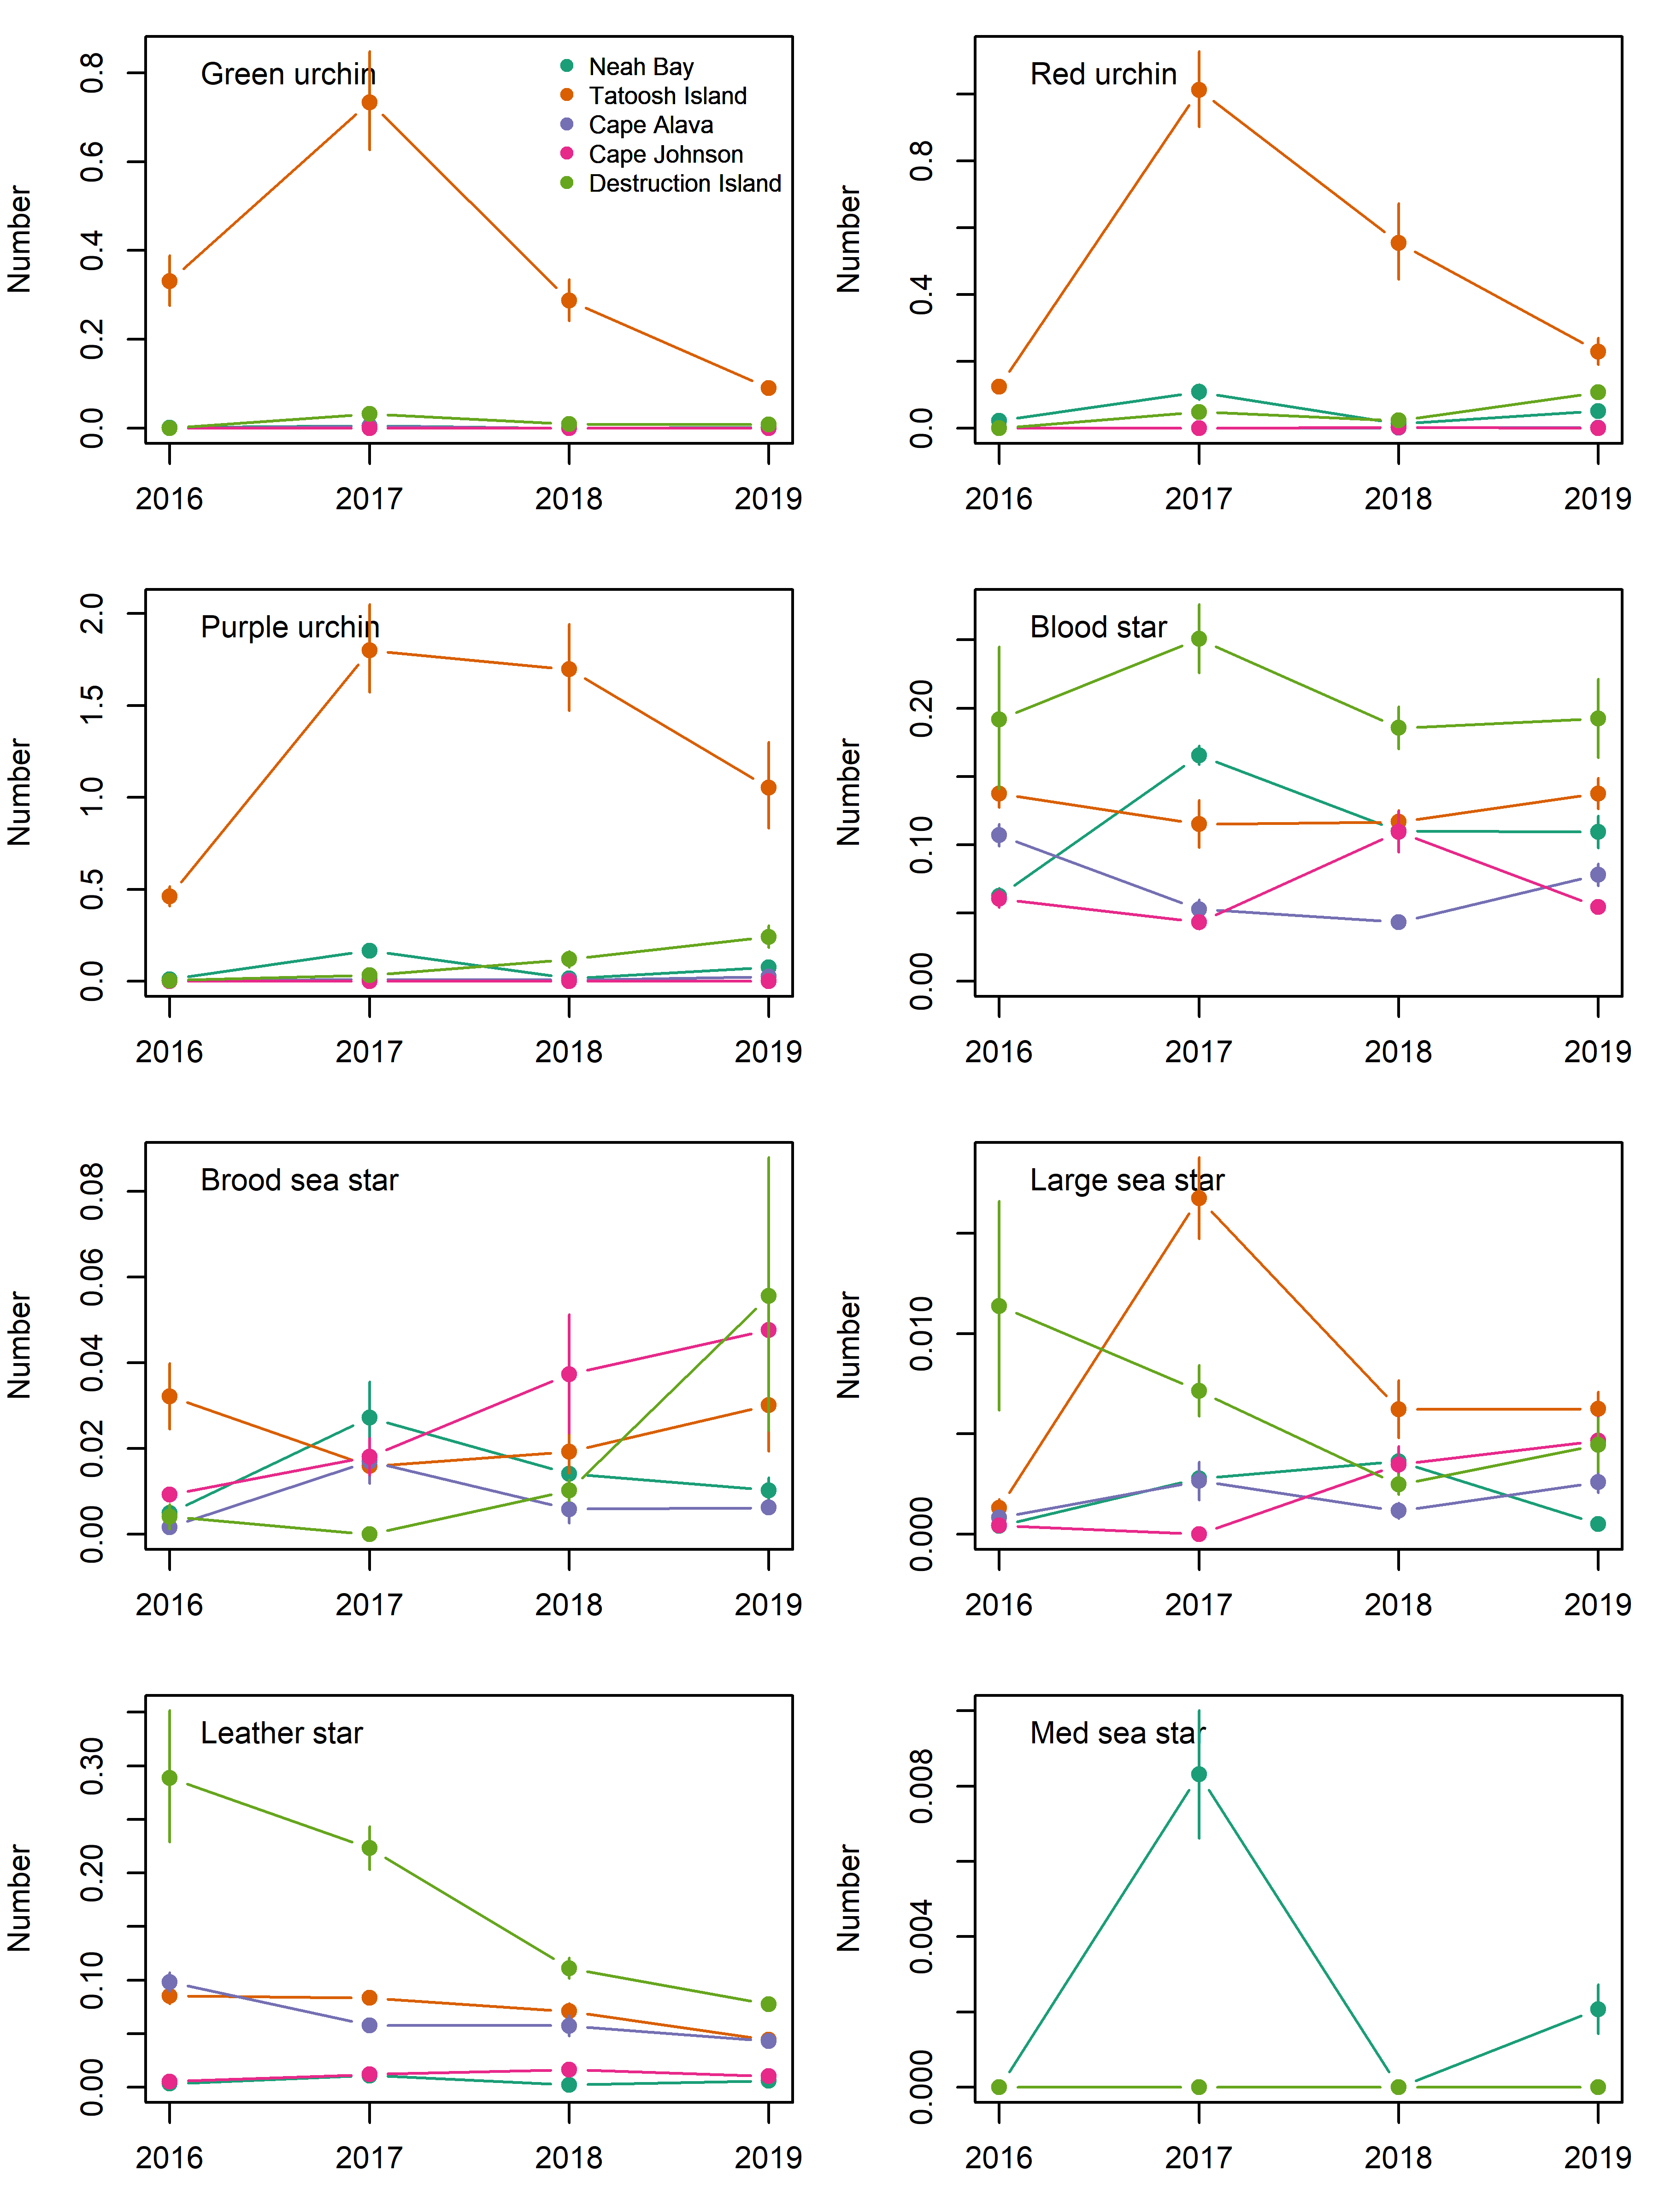 Green urchin
Neah Bay
Tatoosh Island
Cape Alava
Cape Johnson
Destruction Island
Number
0.0 0.2 0.4 0.6 0.8
2016 2017 2018 2019
Red urchin
Number
0.0 0.4 0.8
2016 2017 2018 2019
Purple urchin
Number
0.0 0.5 1.0 1.5 2.0
2016 2017 2018 2019
Blood star
Number
0.00 0.10 0.20
2016 2017 2018 2019
Brood sea star
Number
0.00 0.02 0.04 0.06 0.08
2016 2017 2018 2019
Large sea star
Number
0.000 0.010
2016 2017 2018 2019
Leather star
Number
0.00 0.10 0.20 0.30
2016 2017 2018 2019
Med sea star
Number
0.000 0.004 0.008
2016 2017 2018 2019